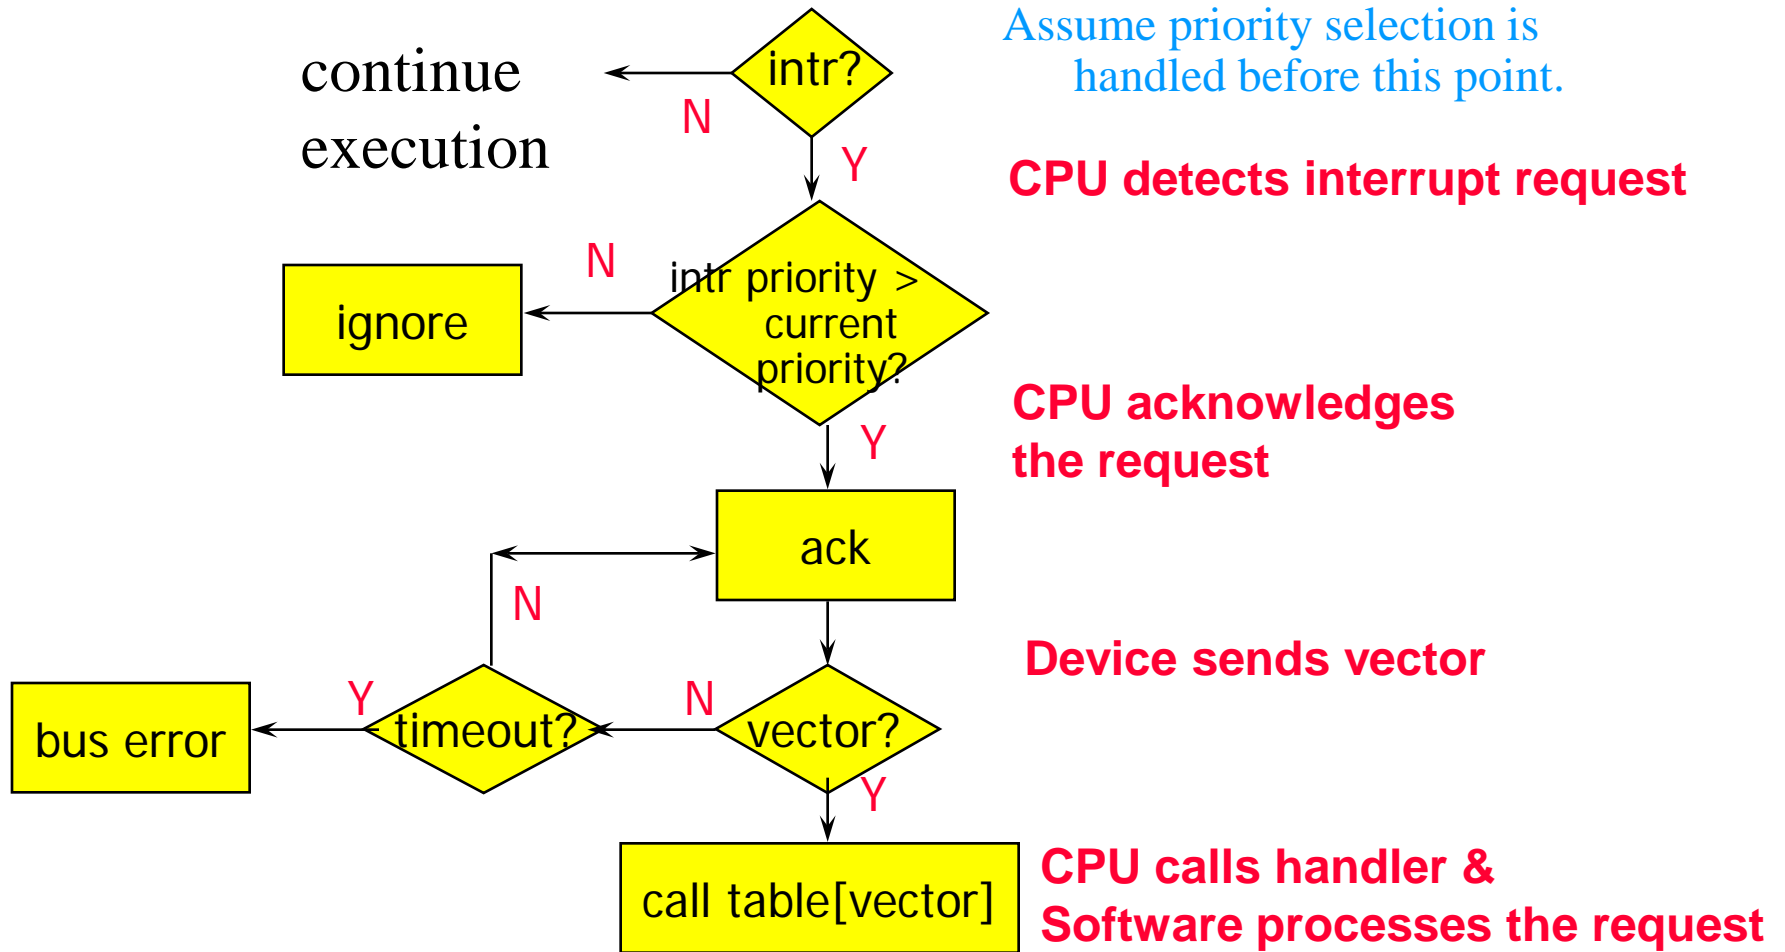 intr?
Assume priority selection is
handled before this point.
continue
execution
N
Y
CPU detects interrupt request
N
intr priority >
current
priority?
ignore
CPU acknowledges
the request
Y
ack
N
Device sends vector
Y
N
bus error
timeout?
vector?
Y
call table[vector]
CPU calls handler &
Software processes the request